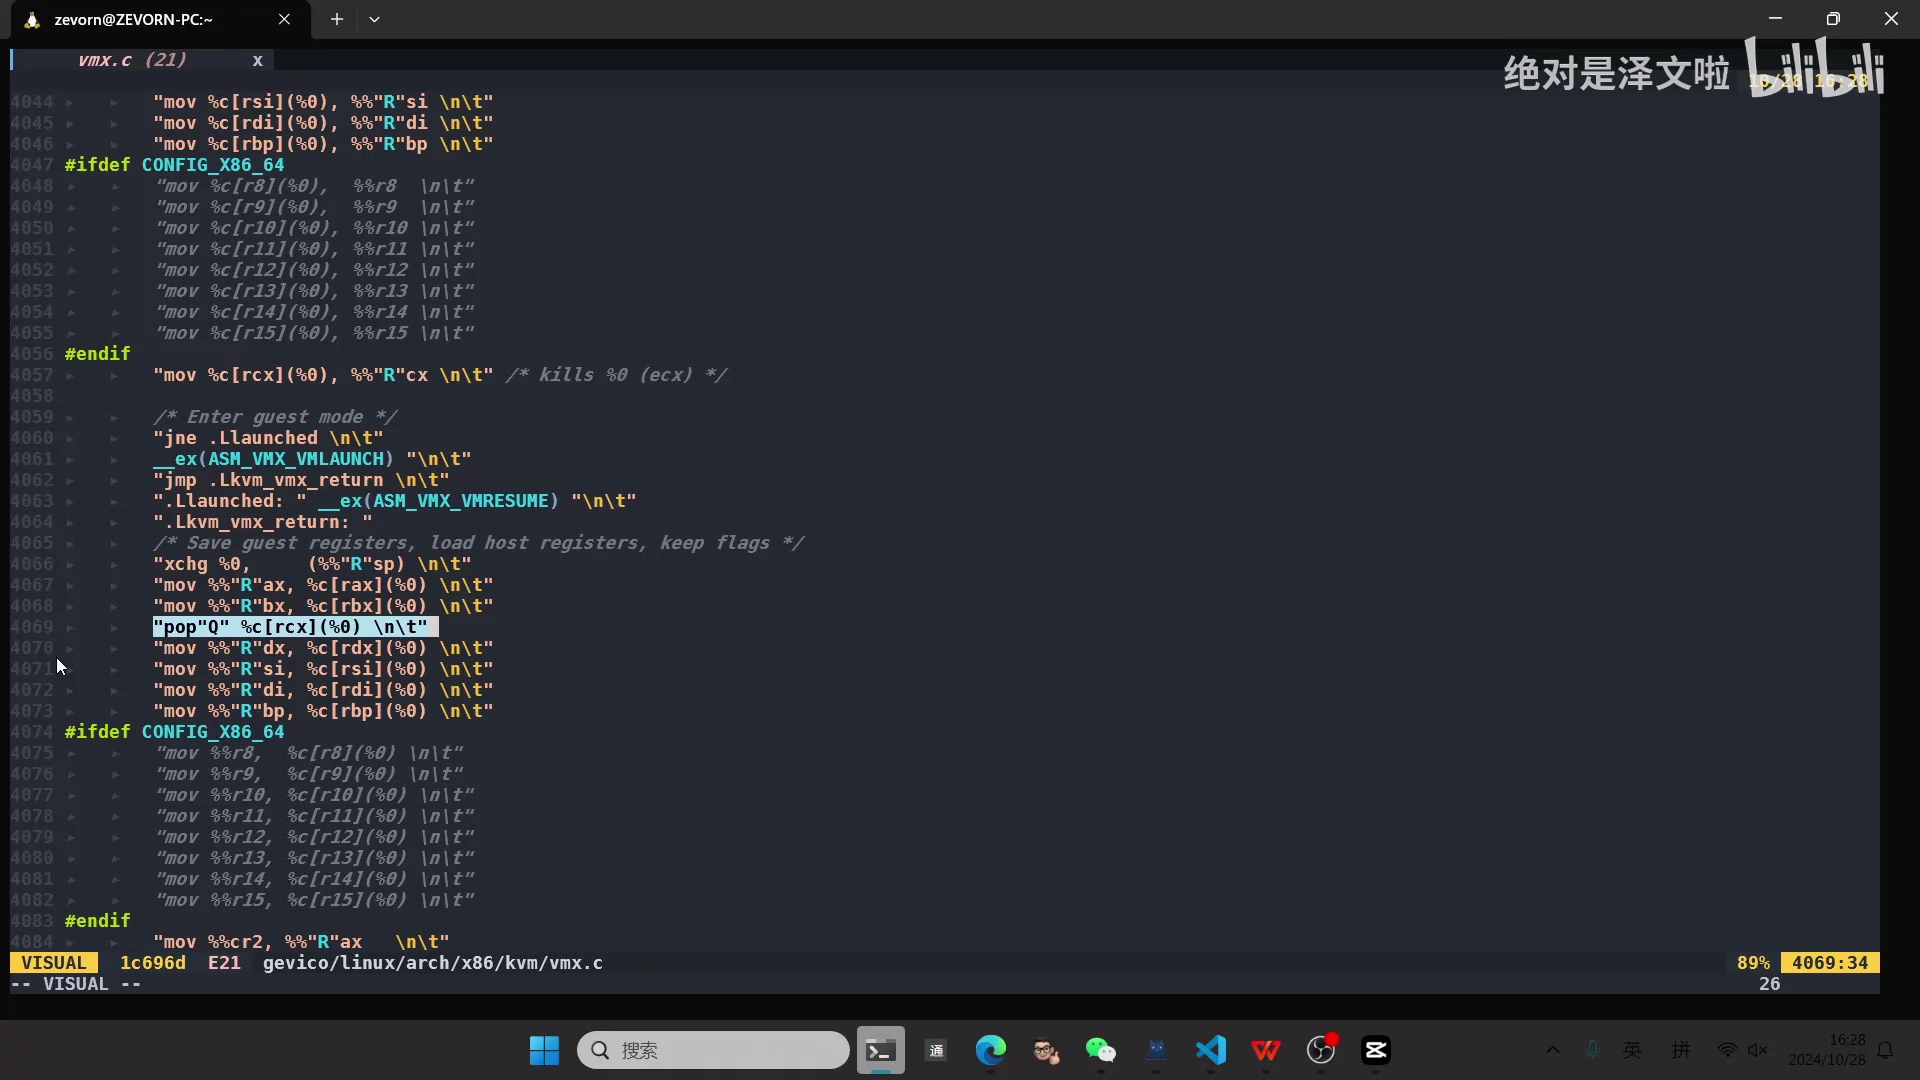 zevorn@ZEVORN-PC:~
vmx.c (21) x
绝对是泽文啦 bilibili
10/28 16:28
4044 "mov %c[rsi](%0), %%"R"si \n\t"
4045 "mov %c[rdi](%0), %%"R"di \n\t"
4046 "mov %c[rbp](%0), %%"R"bp \n\t"
4047 #ifdef CONFIG_X86_64
4048 "mov %c[r8](%0),  %%r8  \n\t"
4049 "mov %c[r9](%0),  %%r9  \n\t"
4050 "mov %c[r10](%0), %%r10 \n\t"
4051 "mov %c[r11](%0), %%r11 \n\t"
4052 "mov %c[r12](%0), %%r12 \n\t"
4053 "mov %c[r13](%0), %%r13 \n\t"
4054 "mov %c[r14](%0), %%r14 \n\t"
4055 "mov %c[r15](%0), %%r15 \n\t"
4056 #endif
4057 "mov %c[rcx](%0), %%"R"cx \n\t" /* kills %0 (ecx) */
4058
4059 /* Enter guest mode */
4060 "jne .Llaunched \n\t"
4061 __ex(ASM_VMX_VMLAUNCH) "\n\t"
4062 "jmp .Lkvm_vmx_return \n\t"
4063 ".Llaunched: " __ex(ASM_VMX_VMRESUME) "\n\t"
4064 ".Lkvm_vmx_return: "
4065 /* Save guest registers, load host registers, keep flags */
4066 "xchg %0,     (%%"R"sp) \n\t"
4067 "mov %%"R"ax, %c[rax](%0) \n\t"
4068 "mov %%"R"bx, %c[rbx](%0) \n\t"
4069 "pop"Q" %c[rcx](%0) \n\t"
4070 "mov %%"R"dx, %c[rdx](%0) \n\t"
4071 "mov %%"R"si, %c[rsi](%0) \n\t"
4072 "mov %%"R"di, %c[rdi](%0) \n\t"
4073 "mov %%"R"bp, %c[rbp](%0) \n\t"
4074 #ifdef CONFIG_X86_64
4075 "mov %%r8,  %c[r8](%0) \n\t"
4076 "mov %%r9,  %c[r9](%0) \n\t"
4077 "mov %%r10, %c[r10](%0) \n\t"
4078 "mov %%r11, %c[r11](%0) \n\t"
4079 "mov %%r12, %c[r12](%0) \n\t"
4080 "mov %%r13, %c[r13](%0) \n\t"
4081 "mov %%r14, %c[r14](%0) \n\t"
4082 "mov %%r15, %c[r15](%0) \n\t"
4083 #endif
4084 "mov %%cr2, %%"R"ax   \n\t"
VISUAL 1c696d E21 gevico/linux/arch/x86/kvm/vmx.c 89% 4069:34
-- VISUAL -- 26
搜索 通 英 拼 16:28
2024/10/28